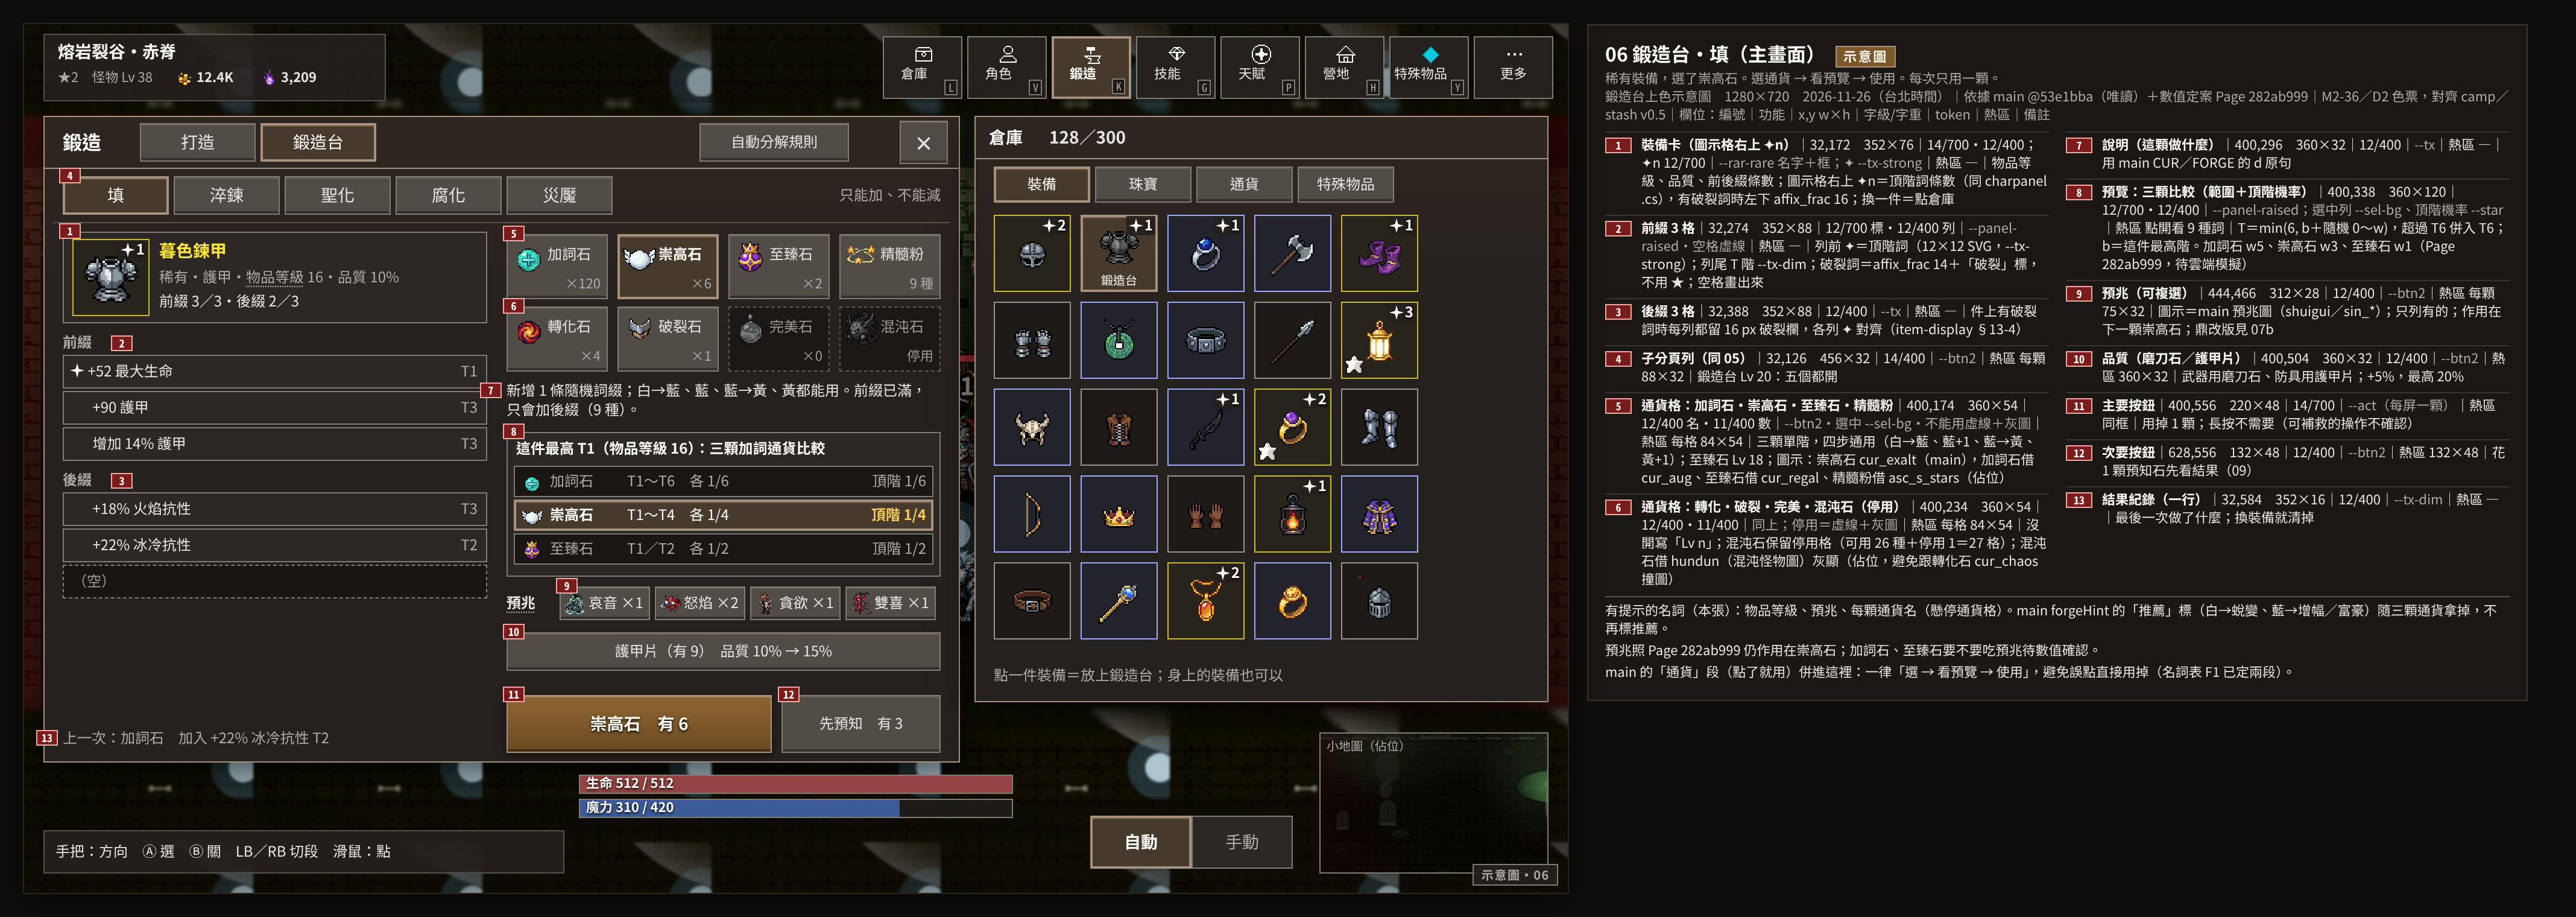 熔岩裂谷・赤脊
★2 怪物 Lv 38 12.4K 3,209
倉庫 L
角色 V
鍛造 K
技能 G
天賦 P
營地 H
特殊物品 Y
更多
鍛造 打造 鍛造台 自動分解規則 ×
4
填 淬鍊 聖化 腐化 災魘 只能加、不能減
1
✦1 暮色鍊甲
稀有・護甲・物品等級 16・品質 10%
前綴 3／3・後綴 2／3
前綴 2
✦ +52 最大生命 T1
+90 護甲 T3
增加 14% 護甲 T3
後綴 3
+18% 火焰抗性 T3
+22% 冰冷抗性 T2
（空）
13 上一次：加詞石 加入 +22% 冰冷抗性 T2
5
加詞石 ×120
崇高石 ×6
至臻石 ×2
精髓粉 9 種
6
轉化石 ×4
破裂石 ×1
完美石 ×0
混沌石 停用
7 新增 1 條隨機詞綴；白→藍、藍、藍→黃、黃都能用。前綴已滿，
只會加後綴（9 種）。
8
這件最高 T1（物品等級 16）：三顆加詞通貨比較
加詞石 T1～T6 各 1/6 頂階 1/6
崇高石 T1～T4 各 1/4 頂階 1/4
至臻石 T1／T2 各 1/2 頂階 1/2
9
預兆 哀音 ×1 怒焰 ×2 貪欲 ×1 雙喜 ×1
10
護甲片（有 9） 品質 10% → 15%
11 12
崇高石 有 6 先預知 有 3
倉庫 128／300
裝備 珠寶 通貨 特殊物品
✦2 ✦1 ✦1 ✦1
鍛造台
✦3
✦1 ✦2
✦1
✦2
點一件裝備＝放上鍛造台；身上的裝備也可以
生命 512 / 512
魔力 310 / 420
手把：方向 Ⓐ 選 Ⓑ 關 LB／RB 切段 滑鼠：點
自動 手動
小地圖（佔位）
示意圖・06
06 鍛造台・填（主畫面） 示意圖
稀有裝備，選了崇高石。選通貨 → 看預覽 → 使用。每次只用一顆。
鍛造台上色示意圖 1280×720 2026-11-26（台北時間）｜依據 main @53e1bba（唯讀）＋數值定案 Page 282ab999｜M2-36／D2 色票，對齊 camp／
stash v0.5｜欄位：編號｜功能｜x,y w×h｜字級/字重｜token｜熱區｜備註
1 裝備卡（圖示格右上 ✦n）｜32,172 352×76｜14/700・12/400；
✦n 12/700｜--rar-rare 名字＋框；✦ --tx-strong｜熱區 —｜物品等
級、品質、前後綴條數；圖示格右上 ✦n＝頂階詞條數（同 charpanel
.cs），有破裂詞時左下 affix_frac 16；換一件＝點倉庫
2 前綴 3 格｜32,274 352×88｜12/700 標・12/400 列｜--panel-
raised・空格虛線｜熱區 —｜列前 ✦＝頂階詞（12×12 SVG，--tx-
strong）；列尾 T 階 --tx-dim；破裂詞＝affix_frac 14＋「破裂」標，
不用 ★；空格畫出來
3 後綴 3 格｜32,388 352×88｜12/400｜--tx｜熱區 —｜件上有破裂
詞時每列都留 16 px 破裂欄，各列 ✦ 對齊（item-display §13-4）
4 子分頁列（同 05）｜32,126 456×32｜14/400｜--btn2｜熱區 每顆
88×32｜鍛造台 Lv 20：五個都開
5 通貨格：加詞石・崇高石・至臻石・精髓粉｜400,174 360×54｜
12/400 名・11/400 數｜--btn2・選中 --sel-bg・不能用虛線＋灰圖｜
熱區 每格 84×54｜三顆單階，四步通用（白→藍、藍+1、藍→黃、
黃+1）；至臻石 Lv 18；圖示：崇高石 cur_exalt（main），加詞石借
cur_aug、至臻石借 cur_regal、精髓粉借 asc_s_stars（佔位）
6 通貨格：轉化・破裂・完美・混沌石（停用）｜400,234 360×54｜
12/400・11/400｜同上；停用＝虛線＋灰圖｜熱區 每格 84×54｜沒
開寫「Lv n」；混沌石保留停用格（可用 26 種＋停用 1＝27 格）；混沌
石借 hundun（混沌怪物圖）灰顯（佔位，避免跟轉化石 cur_chaos
撞圖）
7 說明（這顆做什麼）｜400,296 360×32｜12/400｜--tx｜熱區 —｜
用 main CUR／FORGE 的 d 原句
8 預覽：三顆比較（範圍＋頂階機率）｜400,338 360×120｜
12/700・12/400｜--panel-raised；選中列 --sel-bg、頂階機率 --star
｜熱區 點開看 9 種詞｜T＝min(6, b＋隨機 0～w)，超過 T6 併入 T6；
b＝這件最高階。加詞石 w5、崇高石 w3、至臻石 w1（Page
282ab999，待雲端模擬）
9 預兆（可複選）｜444,466 312×28｜12/400｜--btn2｜熱區 每顆
75×32｜圖示＝main 預兆圖（shuigui／sin_*）；只列有的；作用在
下一顆崇高石；鼎改版見 07b
10 品質（磨刀石／護甲片）｜400,504 360×32｜12/400｜--btn2｜熱
區 360×32｜武器用磨刀石、防具用護甲片；+5%，最高 20%
11 主要按鈕｜400,556 220×48｜14/700｜--act（每屏一顆）｜熱區
同框｜用掉 1 顆；長按不需要（可補救的操作不確認）
12 次要按鈕｜628,556 132×48｜12/400｜--btn2｜熱區 132×48｜花
1 顆預知石先看結果（09）
13 結果紀錄（一行）｜32,584 352×16｜12/400｜--tx-dim｜熱區 —
｜最後一次做了什麼；換裝備就清掉
有提示的名詞（本張）：物品等級、預兆、每顆通貨名（懸停通貨格）。main forgeHint 的「推薦」標（白→蛻變、藍→增幅／富豪）隨三顆通貨拿掉，不
再標推薦。
預兆照 Page 282ab999 仍作用在崇高石；加詞石、至臻石要不要吃預兆待數值確認。
main 的「通貨」段（點了就用）併進這裡：一律「選 → 看預覽 → 使用」，避免誤點直接用掉（名詞表 F1 已定兩段）。